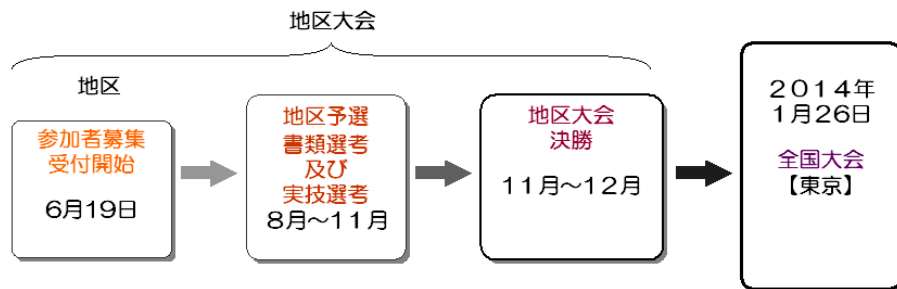 地区大会
地区
参加者募集
受付開始
6月19日
地区予選
書類選考
及び
実技選考
8月～11月
地区大会
決勝
11月～12月
２０１４年
1月26日
全国大会
【東京】